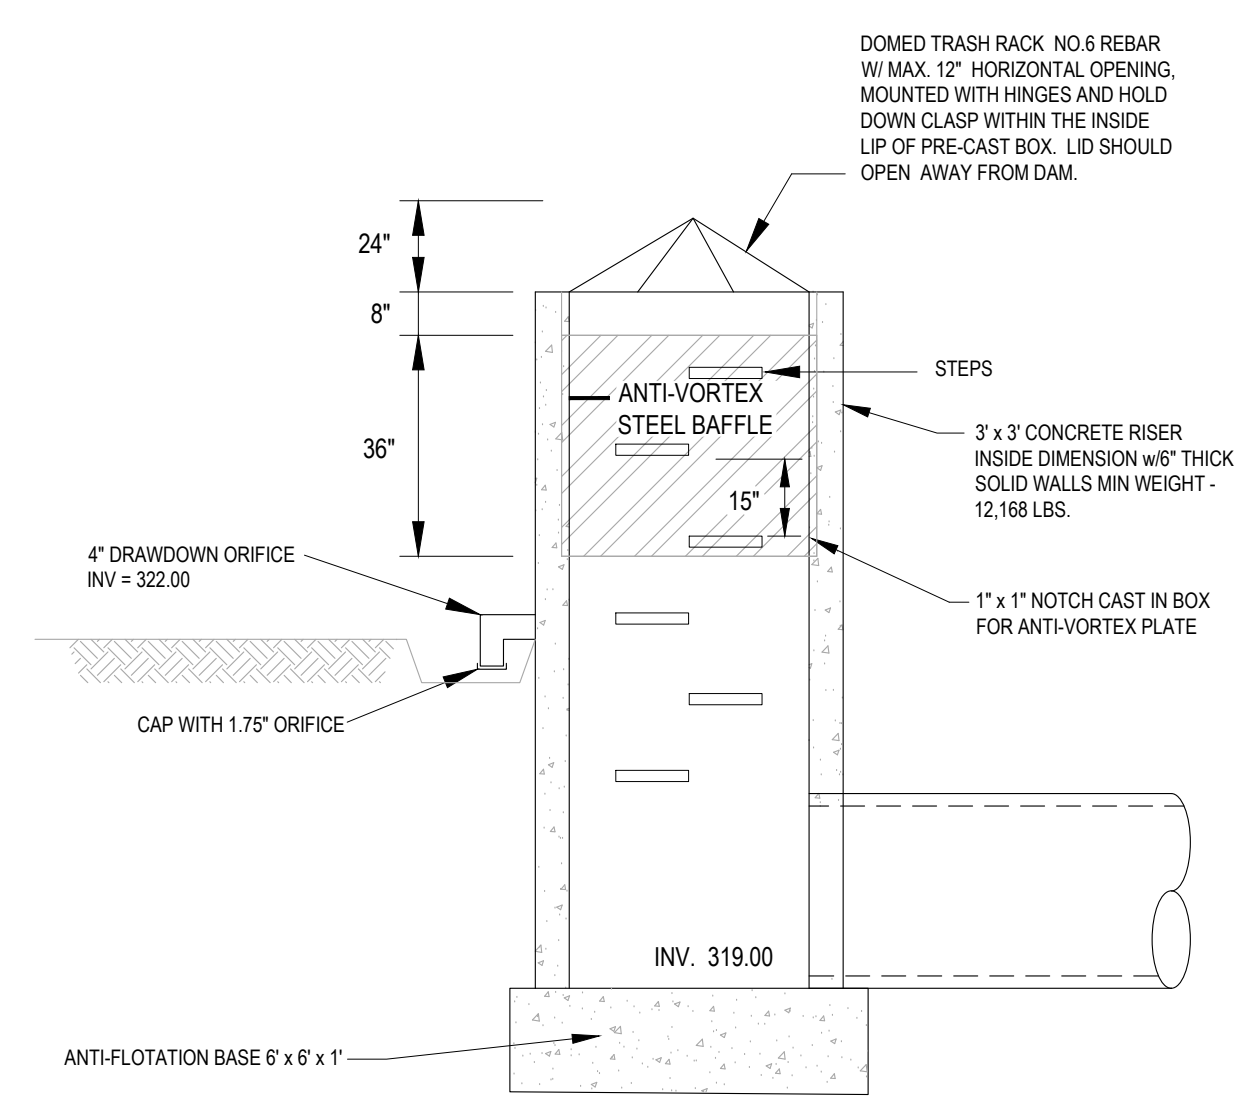 DOMED TRASH RACK NO.6 REBAR
W/ MAX. 12" HORIZONTAL OPENING,
MOUNTED WITH HINGES AND HOLD
DOWN CLASP WITHIN THE INSIDE
LIP OF PRE-CAST BOX. LID SHOULD
OPEN AWAY FROM DAM.
24"
8"
36"
STEPS
ANTI-VORTEX
STEEL BAFFLE
3' x 3' CONCRETE RISER
INSIDE DIMENSION w/6" THICK
SOLID WALLS MIN WEIGHT -
12,168 LBS.
15"
4" DRAWDOWN ORIFICE
INV = 322.00
1" x 1" NOTCH CAST IN BOX
FOR ANTI-VORTEX PLATE
CAP WITH 1.75" ORIFICE
INV. 319.00
ANTI-FLOTATION BASE 6' x 6' x 1'